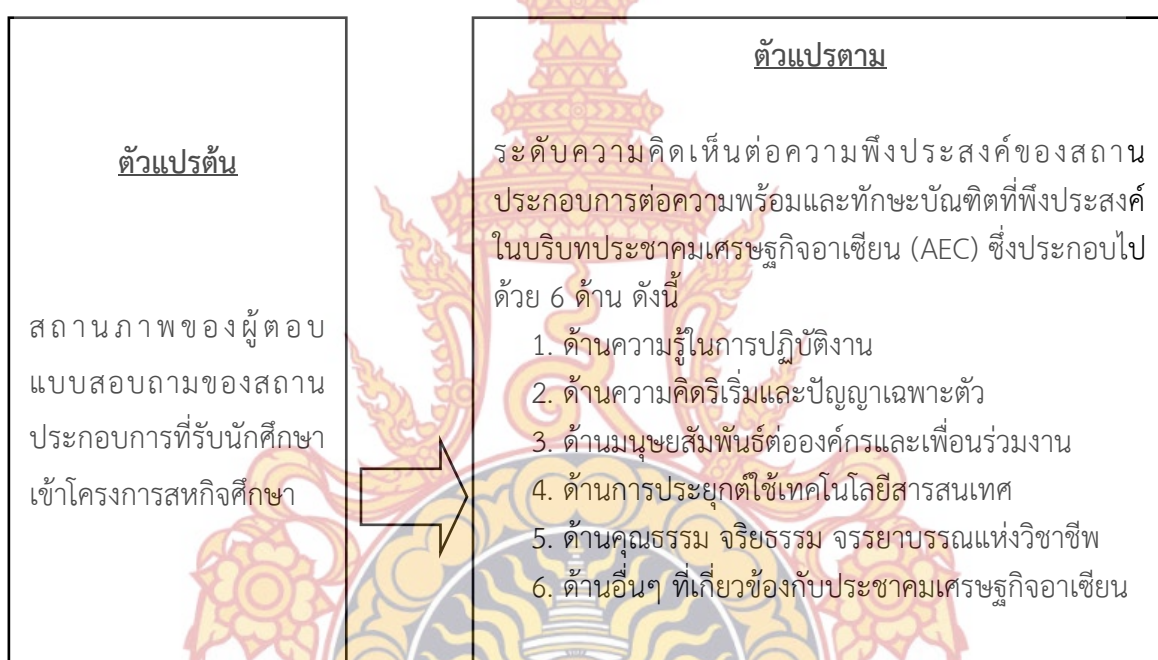 ตัวแปรต้น
สถานภาพของผู้ตอบ
แบบสอบถามของสถาน
ประกอบการที่รับนักศึกษา
เข้าโครงการสหกิจศึกษา
ตัวแปรตาม
ระดับความคิดเห็นต่อความพึงประสงค์ของสถาน
ประกอบการต่อความพร้อมและทักษะบัณฑิตที่พึงประสงค์
ในบริบทประชาคมเศรษฐกิจอาเซียน (AEC) ซึ่งประกอบไป
ด้วย 6 ด้าน ดังนี้
1. ด้านความรู้ในการปฏิบัติงาน
2. ด้านความคิดริเริ่มและปัญญาเฉพาะตัว
3. ด้านมนุษยสัมพันธ์ต่อองค์กรและเพื่อนร่วมงาน
4. ด้านการประยุกต์ใช้เทคโนโลยีสารสนเทศ
5. ด้านคุณธรรม จริยธรรม จรรยาบรรณแห่งวิชาชีพ
6. ด้านอื่นๆ ที่เกี่ยวข้องกับประชาคมเศรษฐกิจอาเซียน